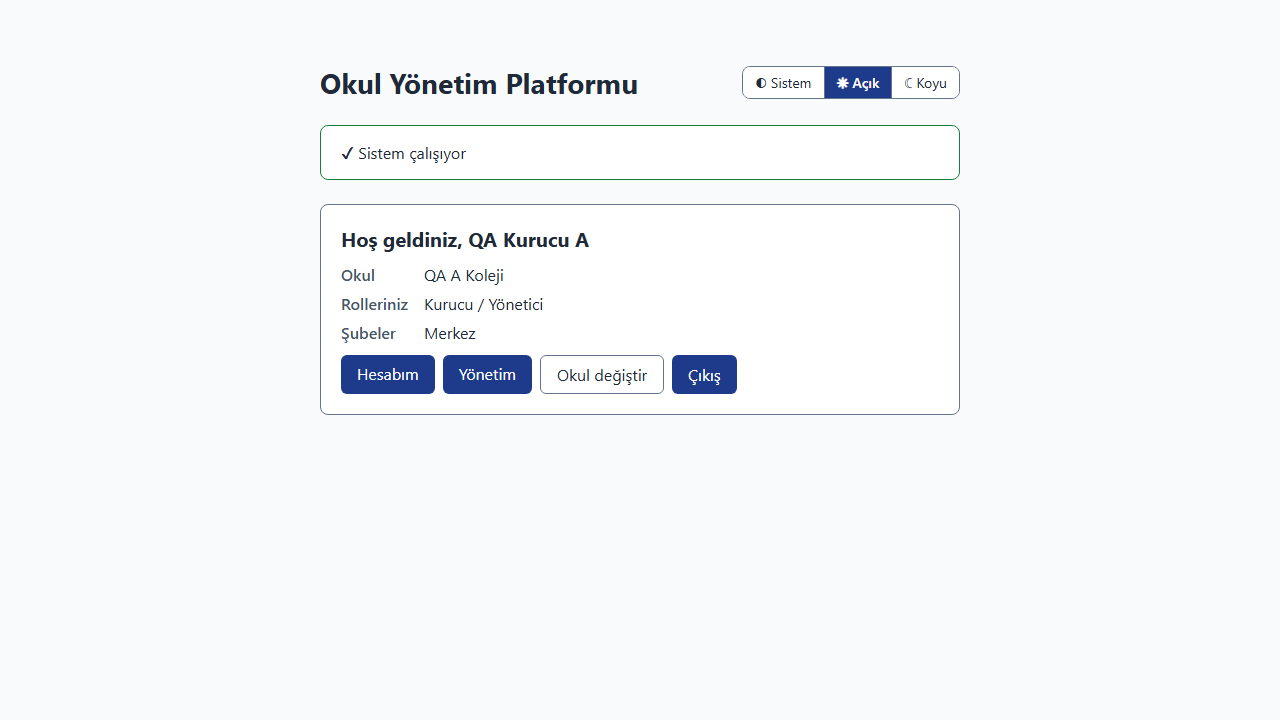 Okul Yönetim Platformu
◐ Sistem
❋ Açık
☾ Koyu
✓ Sistem çalışıyor
Hoş geldiniz, QA Kurucu A
Okul QA A Koleji
Rolleriniz Kurucu / Yönetici
Şubeler Merkez
Hesabım Yönetim Okul değiştir Çıkış